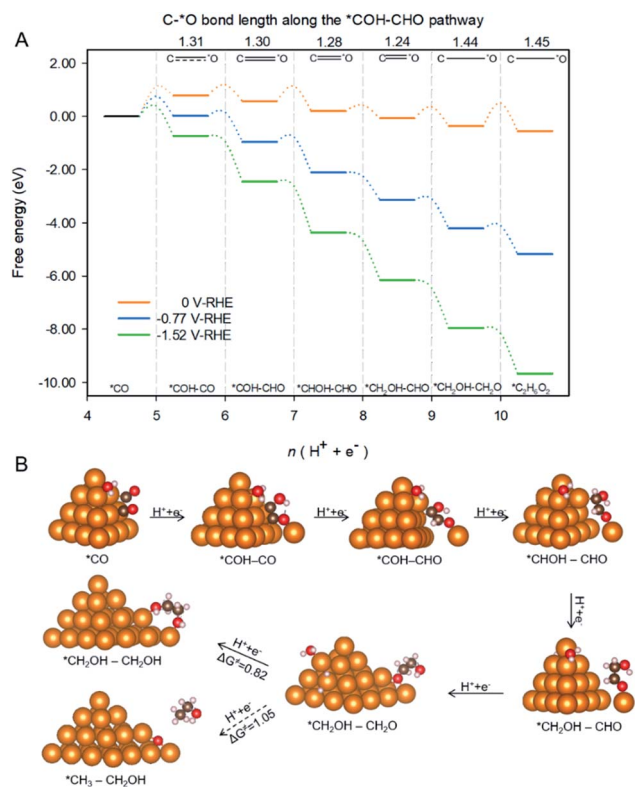 C-*O bond length along the *COH-CHO pathway
A
1.31 1.30 1.28 1.24 1.44 1.45
C *O C *O C *O C *O C *O C *O
2.00
0.00
-2.00
-4.00
-6.00
-8.00
-10.00
Free energy (eV)
0 V-RHE
-0.77 V-RHE
-1.52 V-RHE
*CO *COH-CO *COH-CHO *CHOH-CHO *CH2OH-CHO *CH2OH-CH2O *C2H6O2
4 5 6 7 8 9 10
n ( H+ + e- )
B
H+ + e- H+ + e- H+ + e-
*CO *COH–CO *COH–CHO *CHOH – CHO
H+ + e-
H+ + e-
ΔG≠=0.82
*CH2OH – CH2OH
H+ + e-
H+ + e-
ΔG≠=1.05
*CH2OH – CH2O *CH2OH – CHO
*CH3 – CH2OH